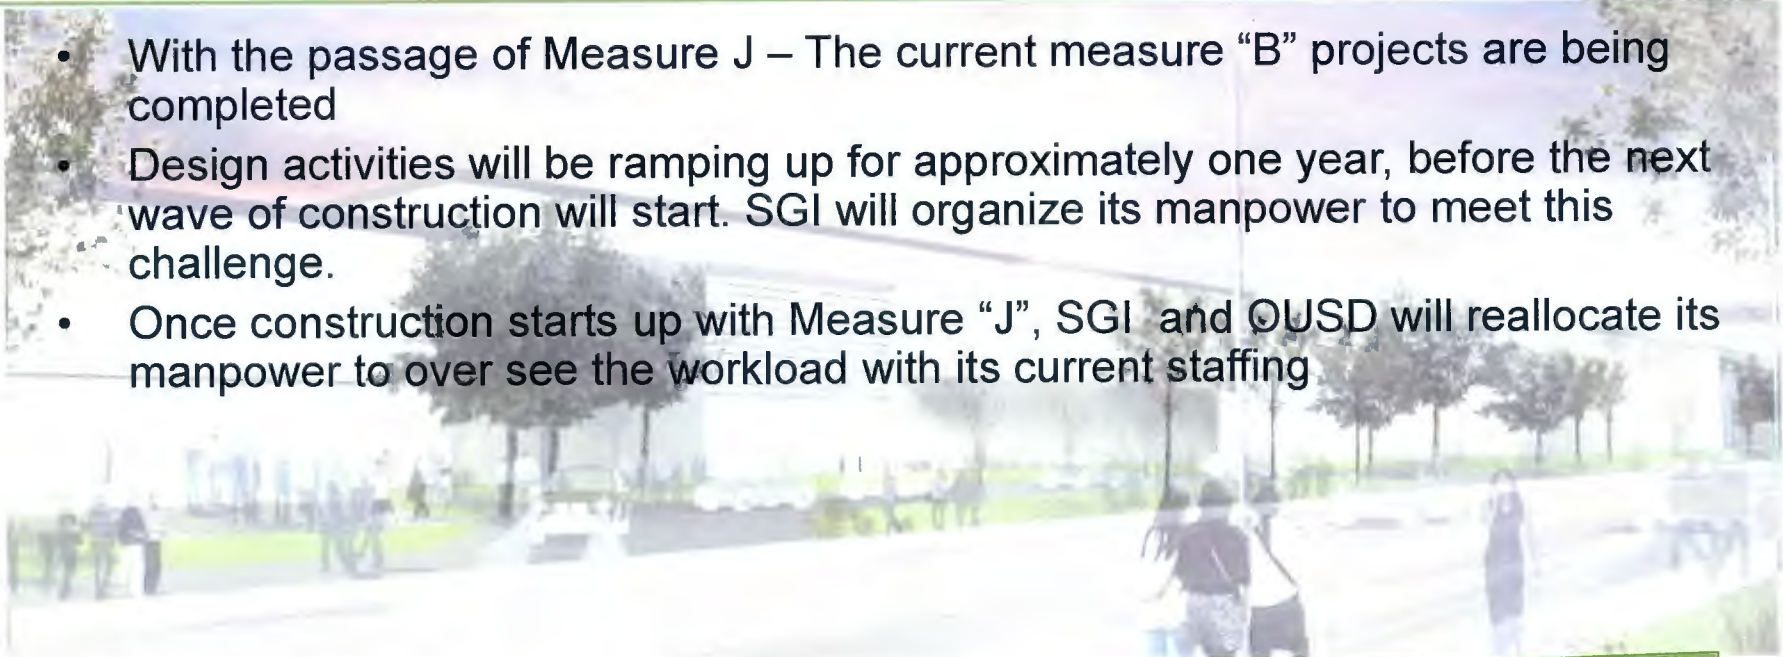 • With the passage of Measure J – The current measure “B” projects are being
completed
• Design activities will be ramping up for approximately one year, before the next
wave of construction will start. SGI will organize its manpower to meet this
challenge.
• Once construction starts up with Measure “J”, SGI and OUSD will reallocate its
manpower to over see the workload with its current staffing